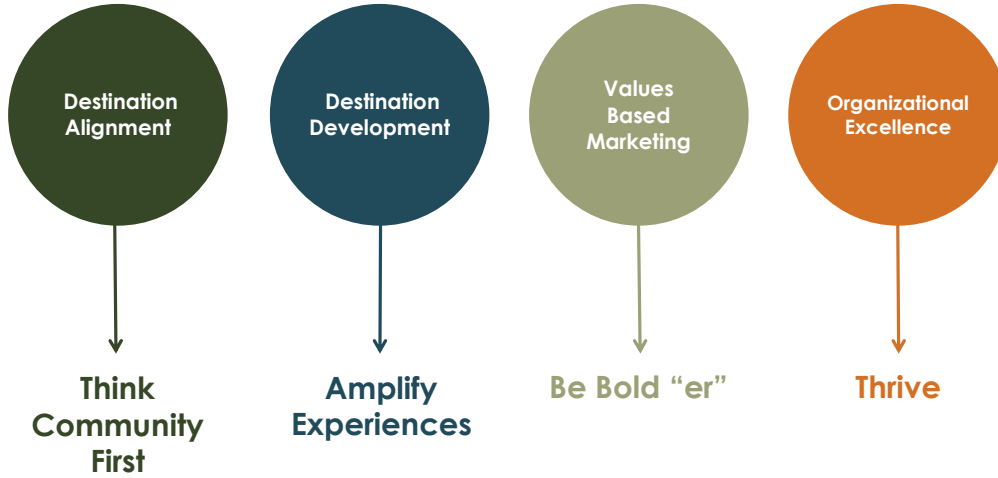 Destination
Alignment
Destination
Development
Values
Based
Marketing
Organizational
Excellence
Think
Community
First
Amplify
Experiences
Be Bold “er”
Thrive